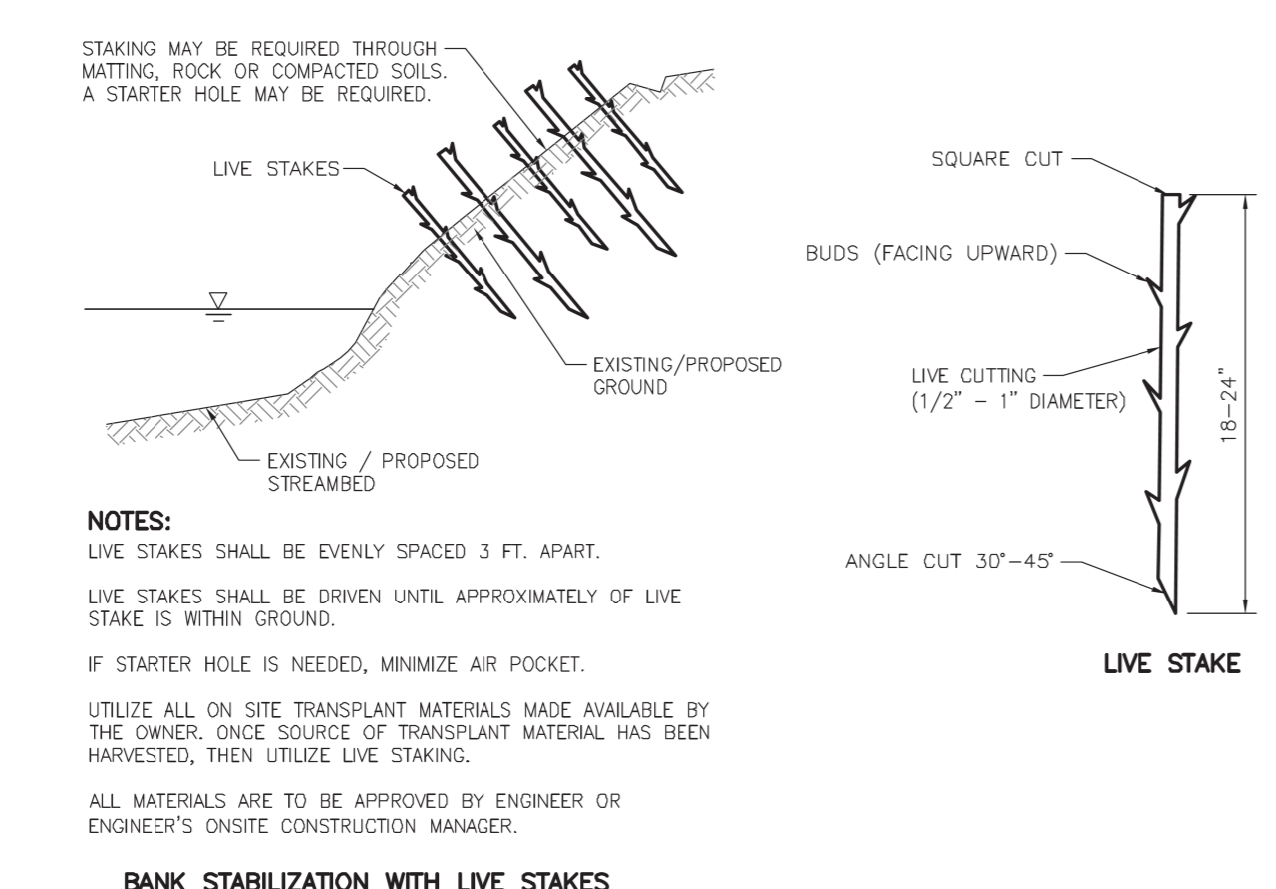 STAKING MAY BE REQUIRED THROUGH
MATTING, ROCK OR COMPACTED SOILS.
A STARTER HOLE MAY BE REQUIRED.
LIVE STAKES
EXISTING/PROPOSED
GROUND
EXISTING / PROPOSED
STREAMBED
SQUARE CUT
BUDS (FACING UPWARD)
LIVE CUTTING
(1/2" - 1" DIAMETER)
18-24"
ANGLE CUT 30°-45°
LIVE STAKE
NOTES:
LIVE STAKES SHALL BE EVENLY SPACED 3 FT. APART.
LIVE STAKES SHALL BE DRIVEN UNTIL APPROXIMATELY OF LIVE
STAKE IS WITHIN GROUND.
IF STARTER HOLE IS NEEDED, MINIMIZE AIR POCKET.
UTILIZE ALL ON SITE TRANSPLANT MATERIALS MADE AVAILABLE BY
THE OWNER. ONCE SOURCE OF TRANSPLANT MATERIAL HAS BEEN
HARVESTED, THEN UTILIZE LIVE STAKING.
ALL MATERIALS ARE TO BE APPROVED BY ENGINEER OR
ENGINEER'S ONSITE CONSTRUCTION MANAGER.
BANK STABILIZATION WITH LIVE STAKES